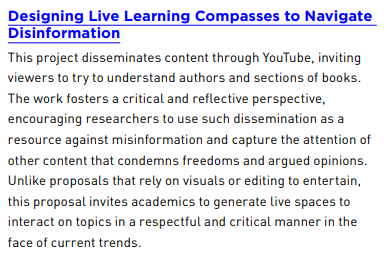 Designing Live Learning Compasses to Navigate
Disinformation
This project disseminates content through YouTube, inviting
viewers to try to understand authors and sections of books.
The work fosters a critical and reflective perspective,
encouraging researchers to use such dissemination as a
resource against misinformation and capture the attention of
other content that condemns freedoms and argued opinions.
Unlike proposals that rely on visuals or editing to entertain,
this proposal invites academics to generate live spaces to
interact on topics in a respectful and critical manner in the
face of current trends.